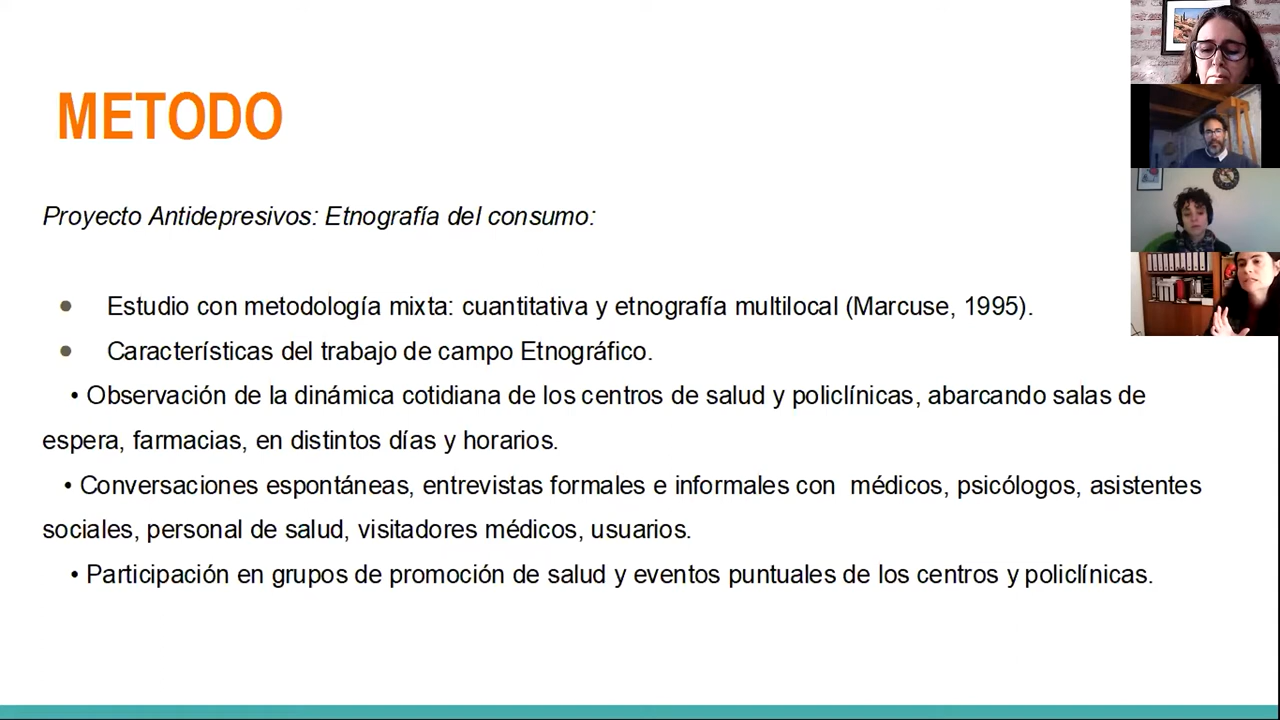 METODO
Proyecto Antidepresivos: Etnografía del consumo:
● Estudio con metodología mixta: cuantitativa y etnografía multilocal (Marcuse, 1995).
● Características del trabajo de campo Etnográfico.
• Observación de la dinámica cotidiana de los centros de salud y policlínicas, abarcando salas de
espera, farmacias, en distintos días y horarios.
• Conversaciones espontáneas, entrevistas formales e informales con médicos, psicólogos, asistentes
sociales, personal de salud, visitadores médicos, usuarios.
• Participación en grupos de promoción de salud y eventos puntuales de los centros y policlínicas.